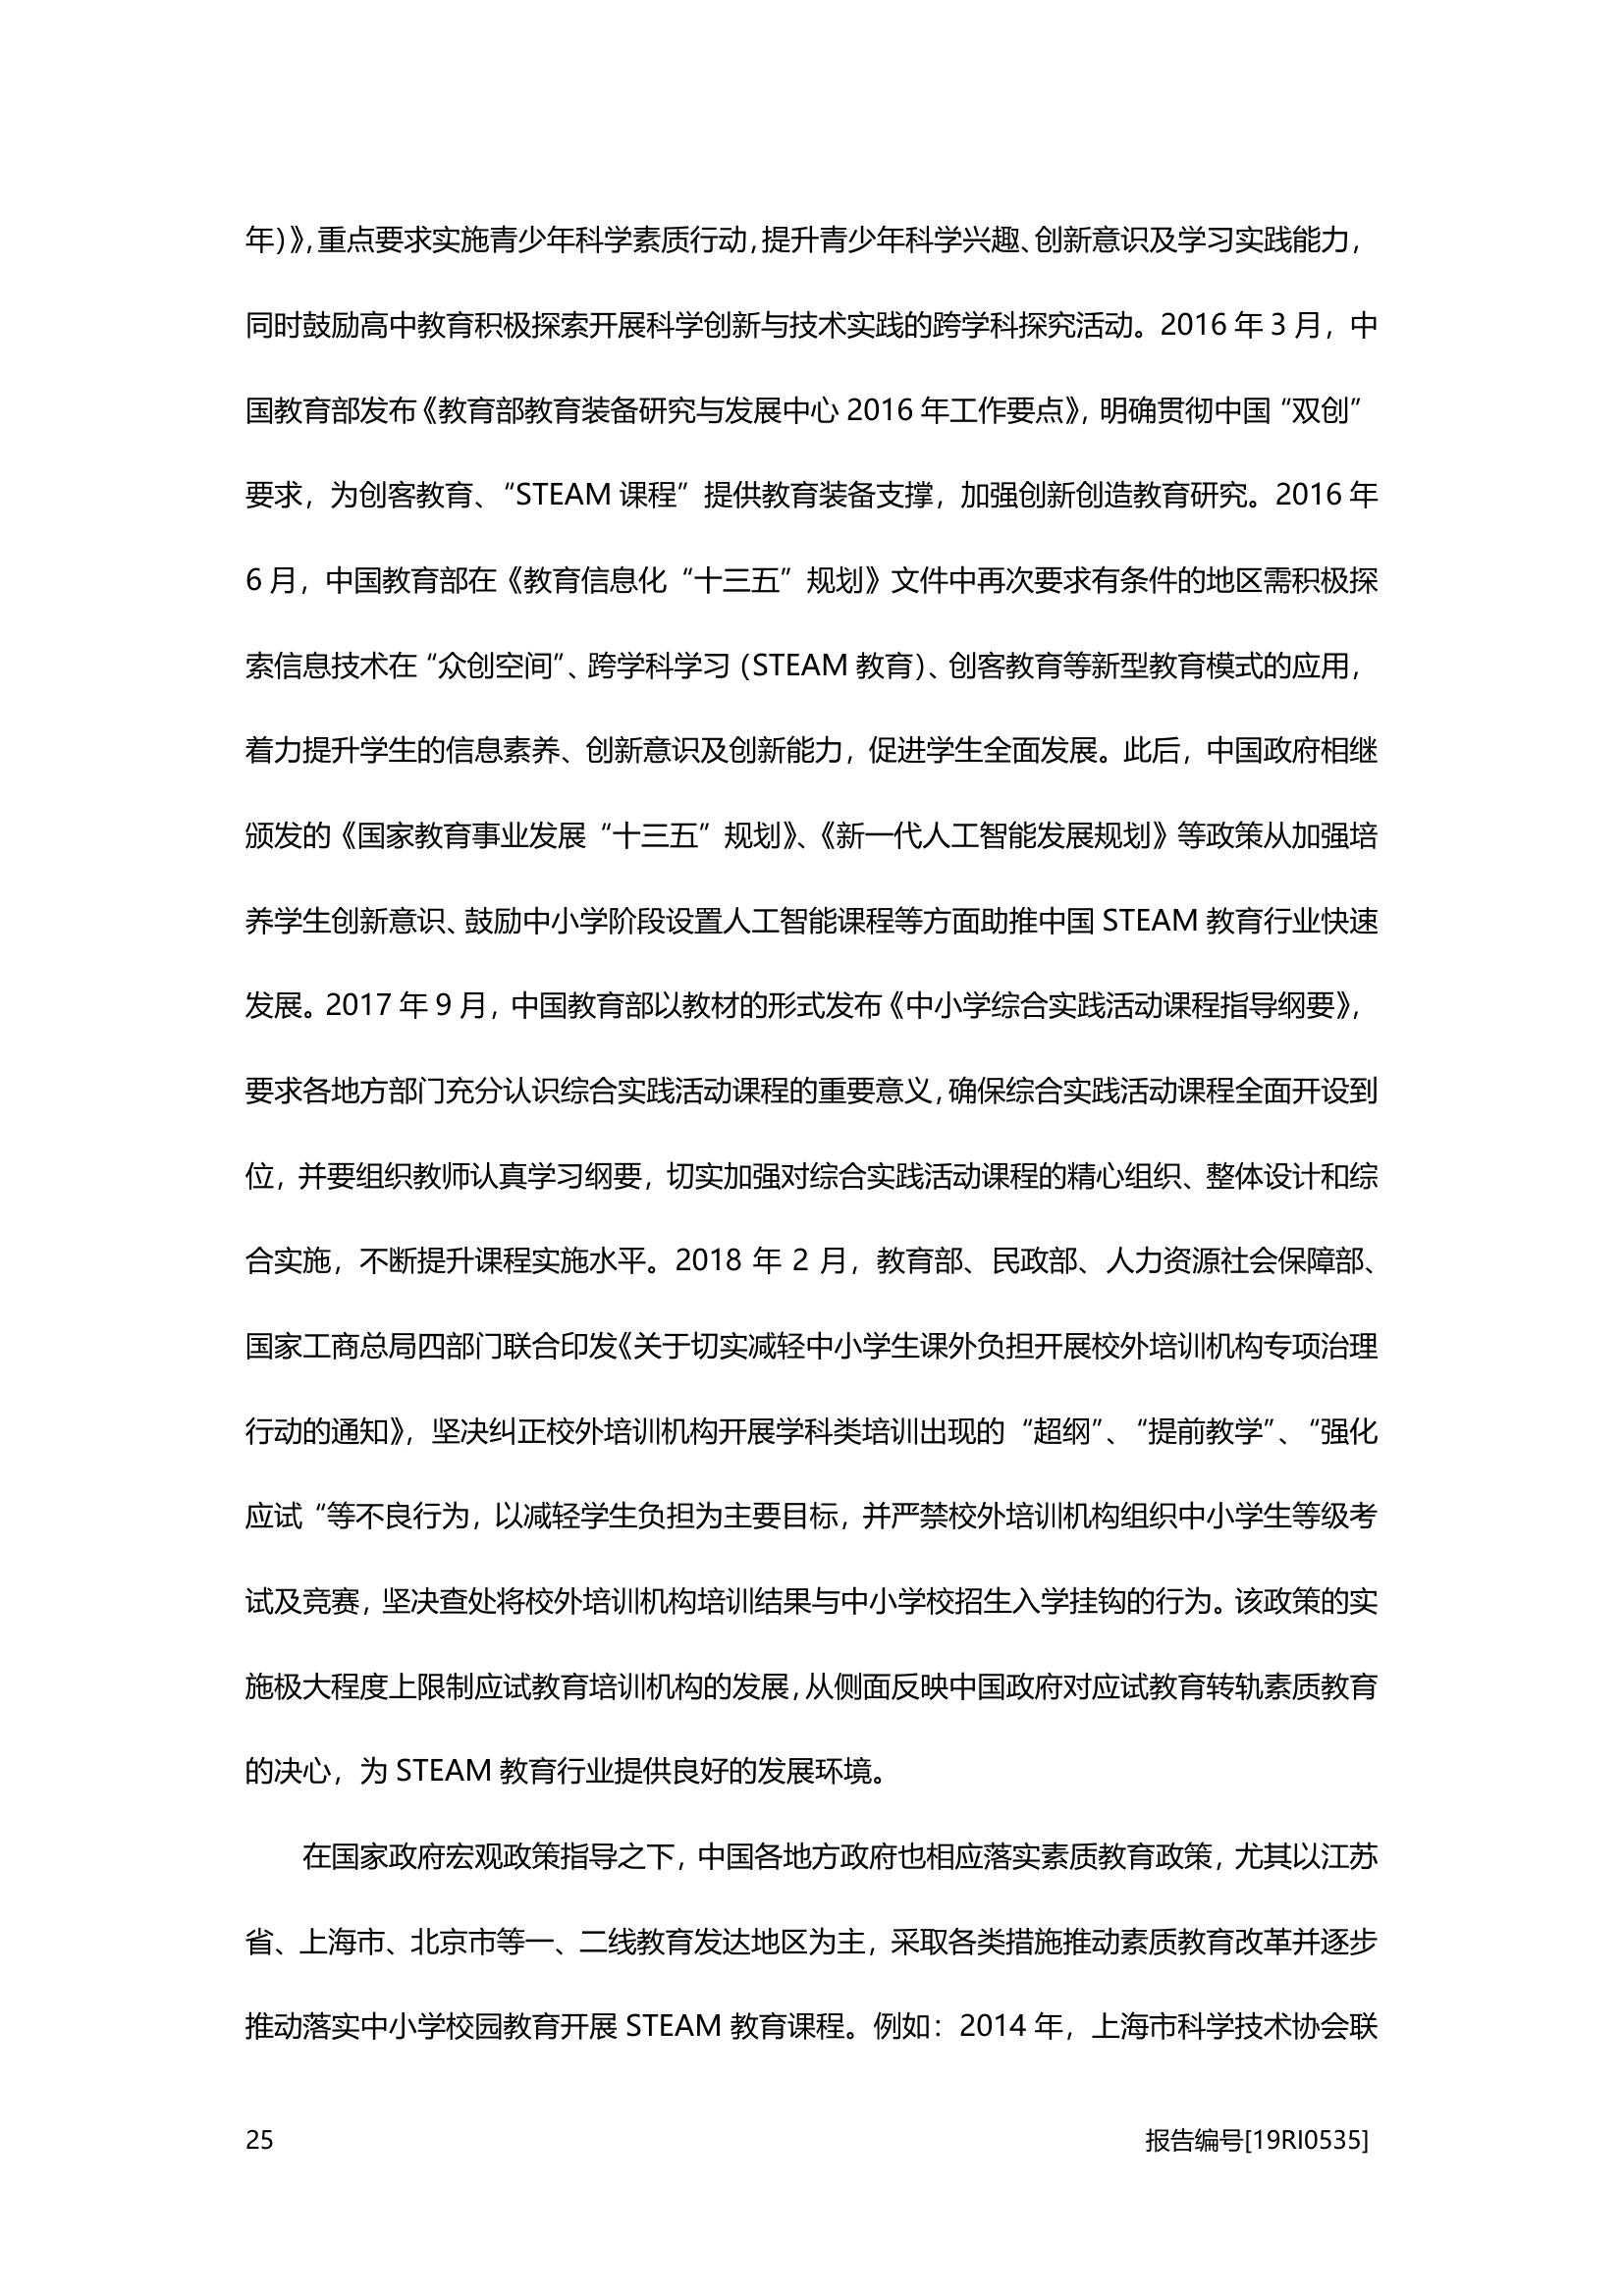 年）》，重点要求实施青少年科学素质行动，提升青少年科学兴趣、创新意识及学习实践能力，
同时鼓励高中教育积极探索开展科学创新与技术实践的跨学科探究活动。2016 年 3 月，中
国教育部发布《教育部教育装备研究与发展中心 2016 年工作要点》，明确贯彻中国“双创”
要求，为创客教育、“STEAM 课程”提供教育装备支撑，加强创新创造教育研究。2016 年
6 月，中国教育部在《教育信息化“十三五”规划》文件中再次要求有条件的地区需积极探
索信息技术在“众创空间”、跨学科学习（STEAM 教育）、创客教育等新型教育模式的应用，
着力提升学生的信息素养、创新意识及创新能力，促进学生全面发展。此后，中国政府相继
颁发的《国家教育事业发展“十三五”规划》、《新一代人工智能发展规划》等政策从加强培
养学生创新意识、鼓励中小学阶段设置人工智能课程等方面助推中国 STEAM 教育行业快速
发展。2017 年 9 月，中国教育部以教材的形式发布《中小学综合实践活动课程指导纲要》，
要求各地方部门充分认识综合实践活动课程的重要意义，确保综合实践活动课程全面开设到
位，并要组织教师认真学习纲要，切实加强对综合实践活动课程的精心组织、整体设计和综
合实施，不断提升课程实施水平。2018 年 2 月，教育部、民政部、人力资源社会保障部、
国家工商总局四部门联合印发《关于切实减轻中小学生课外负担开展校外培训机构专项治理
行动的通知》，坚决纠正校外培训机构开展学科类培训出现的“超纲”、“提前教学”、“强化
应试“等不良行为，以减轻学生负担为主要目标，并严禁校外培训机构组织中小学生等级考
试及竞赛，坚决查处将校外培训机构培训结果与中小学校招生入学挂钩的行为。该政策的实
施极大程度上限制应试教育培训机构的发展，从侧面反映中国政府对应试教育转轨素质教育
的决心，为 STEAM 教育行业提供良好的发展环境。
在国家政府宏观政策指导之下，中国各地方政府也相应落实素质教育政策，尤其以江苏
省、上海市、北京市等一、二线教育发达地区为主，采取各类措施推动素质教育改革并逐步
推动落实中小学校园教育开展 STEAM 教育课程。例如：2014 年，上海市科学技术协会联
25 报告编号[19RI0535]